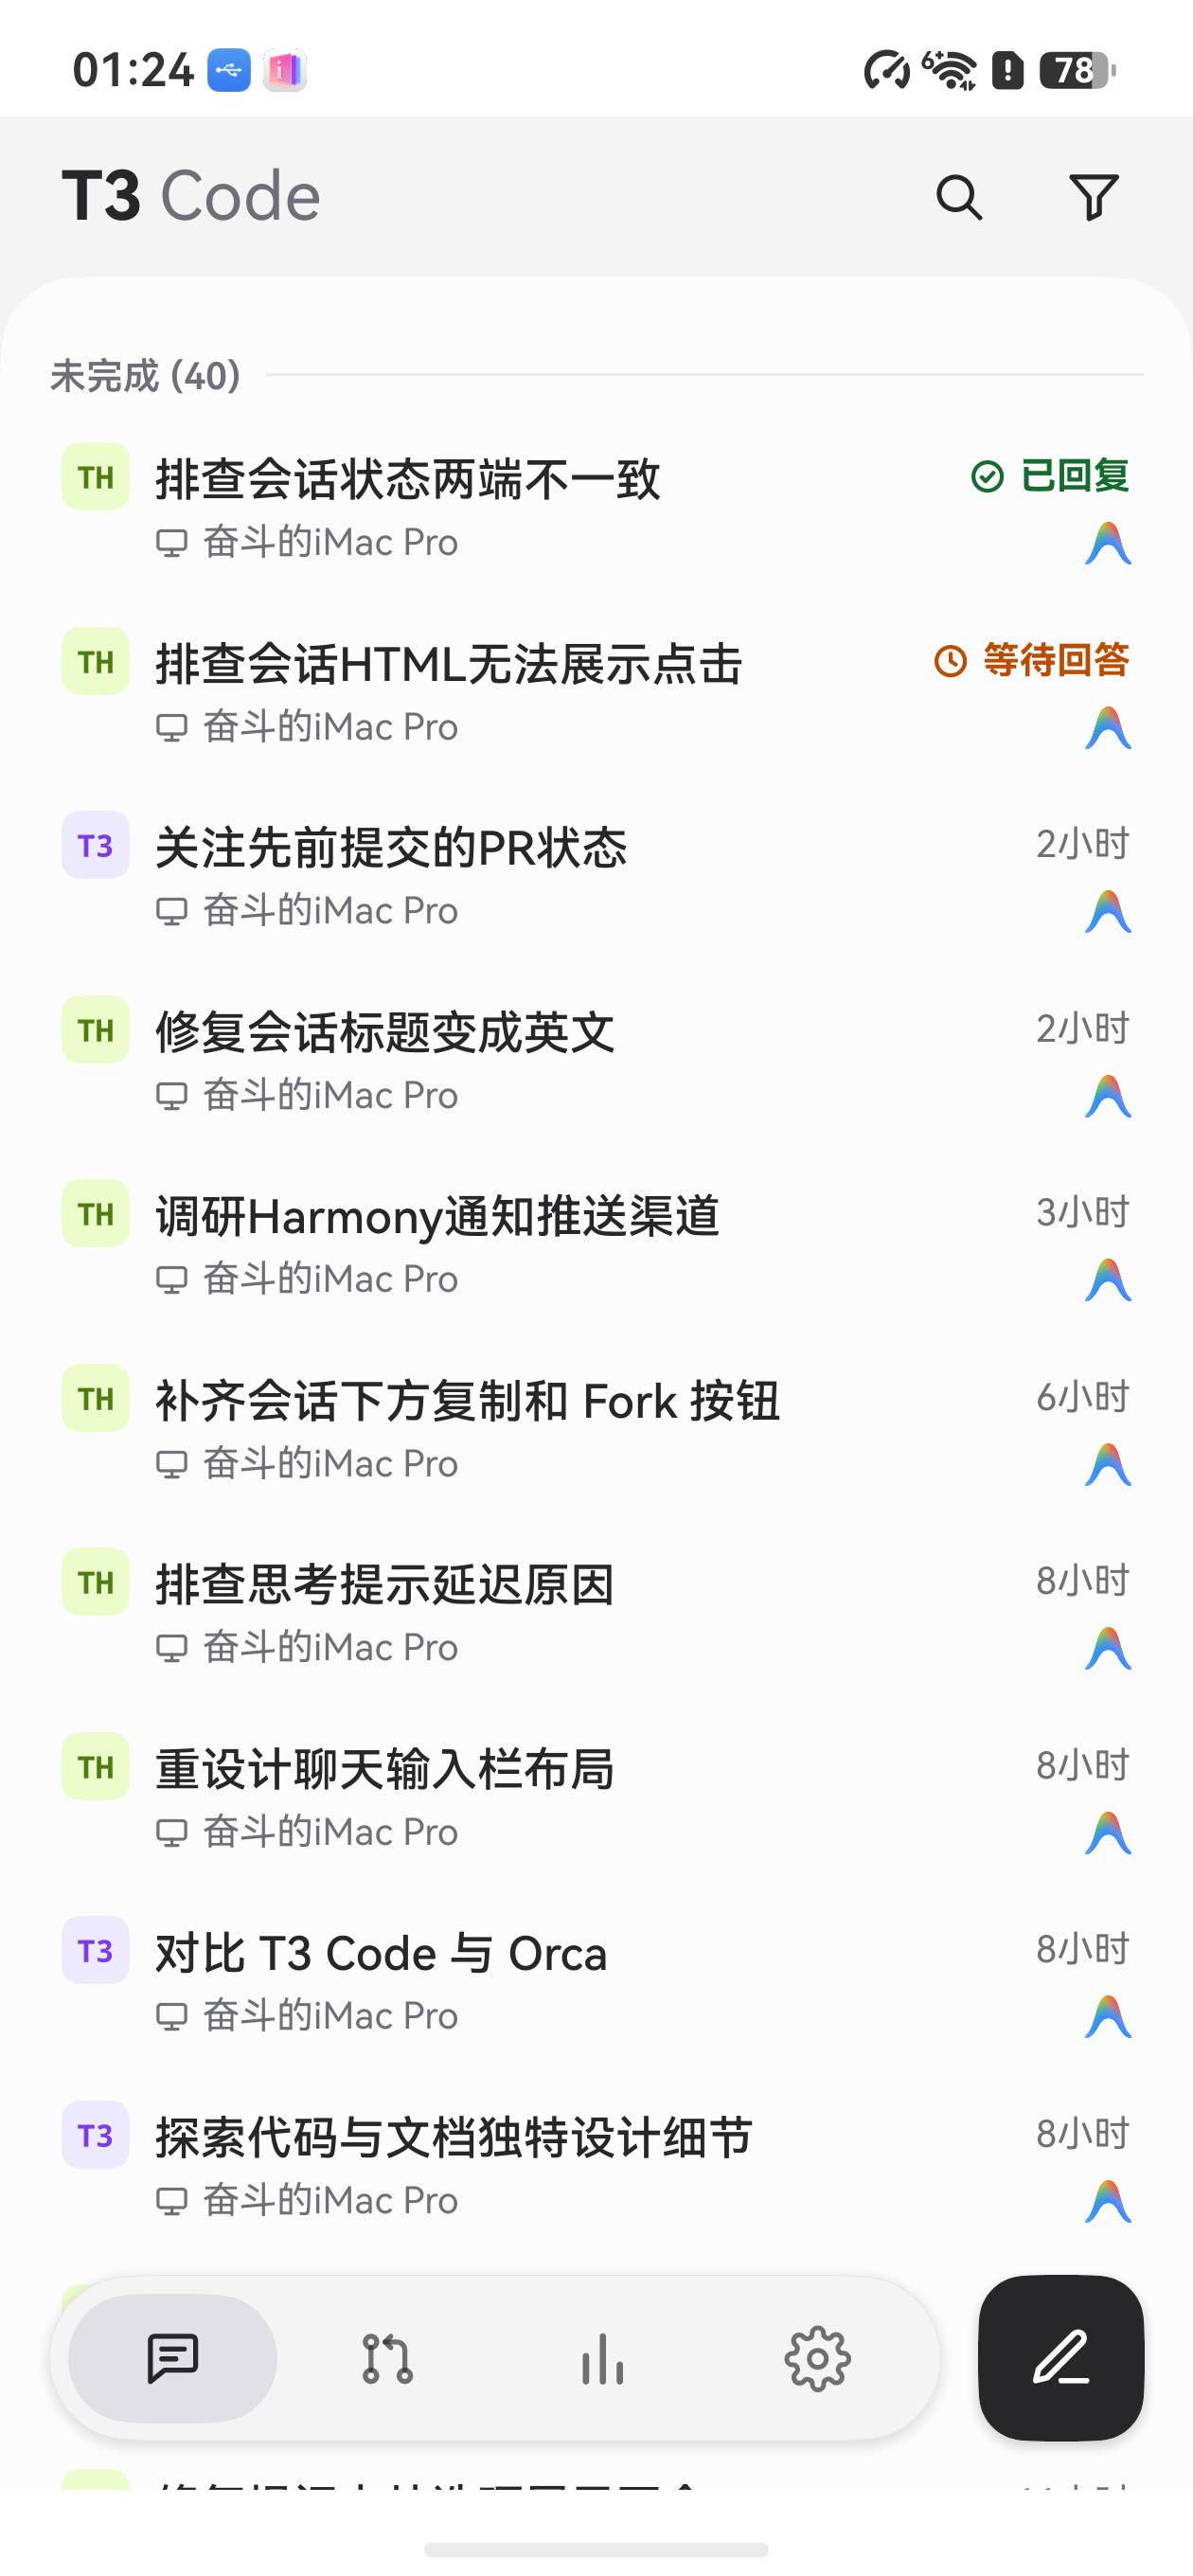 01:24
6+
78
T3 Code
未完成 (40)
TH 排查会话状态两端不一致 已回复
奋斗的iMac Pro
TH 排查会话HTML无法展示点击 等待回答
奋斗的iMac Pro
T3 关注先前提交的PR状态 2小时
奋斗的iMac Pro
TH 修复会话标题变成英文 2小时
奋斗的iMac Pro
TH 调研Harmony通知推送渠道 3小时
奋斗的iMac Pro
TH 补齐会话下方复制和 Fork 按钮 6小时
奋斗的iMac Pro
TH 排查思考提示延迟原因 8小时
奋斗的iMac Pro
TH 重设计聊天输入栏布局 8小时
奋斗的iMac Pro
T3 对比 T3 Code 与 Orca 8小时
奋斗的iMac Pro
T3 探索代码与文档独特设计细节 8小时
奋斗的iMac Pro